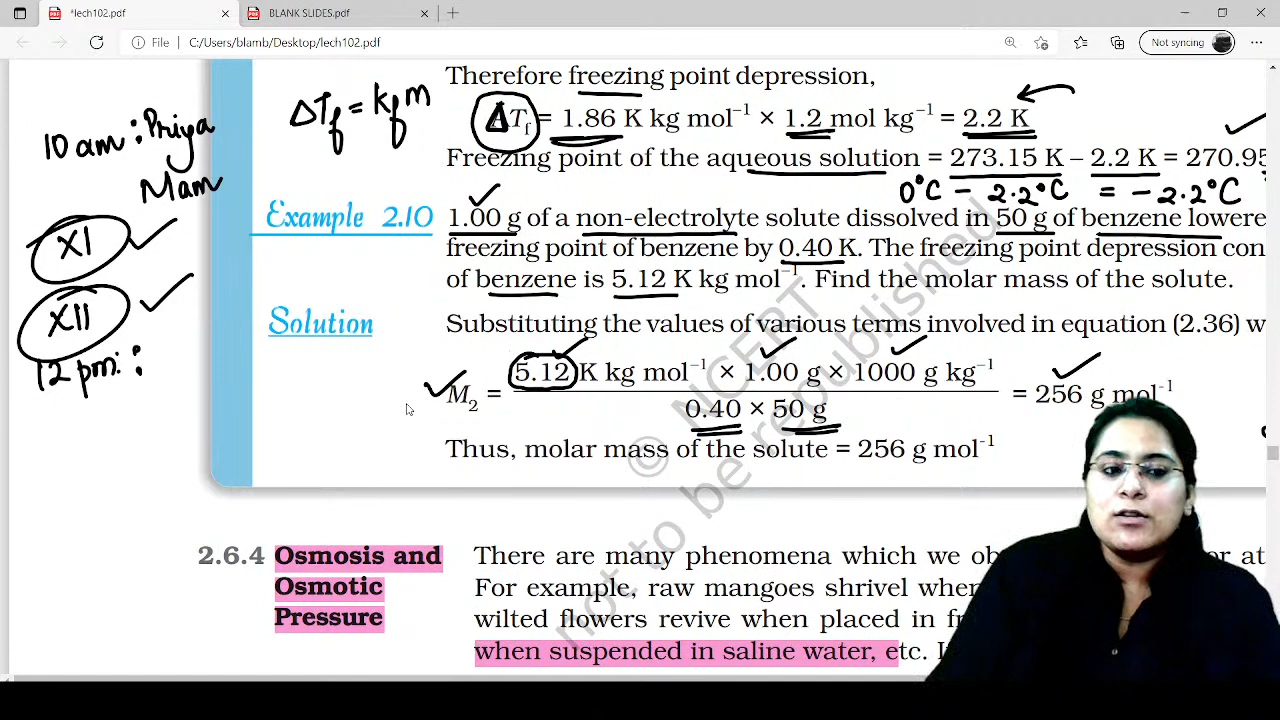 *lech102.pdf
BLANK SLIDES.pdf
File C:/Users/blamb/Desktop/lech102.pdf
Not syncing
Therefore freezing point depression,
ΔTf = kf m
ΔTf = 1.86 K kg mol⁻¹ × 1.2 mol kg⁻¹ = 2.2 K
10 am : Priya
Mam
Freezing point of the aqueous solution = 273.15 K – 2.2 K = 270.95
0°C - 2.2°C = -2.2°C
Example 2.10 1.00 g of a non-electrolyte solute dissolved in 50 g of benzene lowere
XI
freezing point of benzene by 0.40 K. The freezing point depression con
of benzene is 5.12 K kg mol⁻¹. Find the molar mass of the solute.
XII
Solution Substituting the values of various terms involved in equation (2.36) w
12 pm :
M₂ = 5.12 K kg mol⁻¹ × 1.00 g × 1000 g kg⁻¹ / 0.40 × 50 g = 256 g mol⁻¹
Thus, molar mass of the solute = 256 g mol⁻¹
© NCERT
not to be republished
2.6.4 Osmosis and There are many phenomena which we ob or at
Osmotic For example, raw mangoes shrivel when
Pressure wilted flowers revive when placed in fr
when suspended in saline water, etc. I